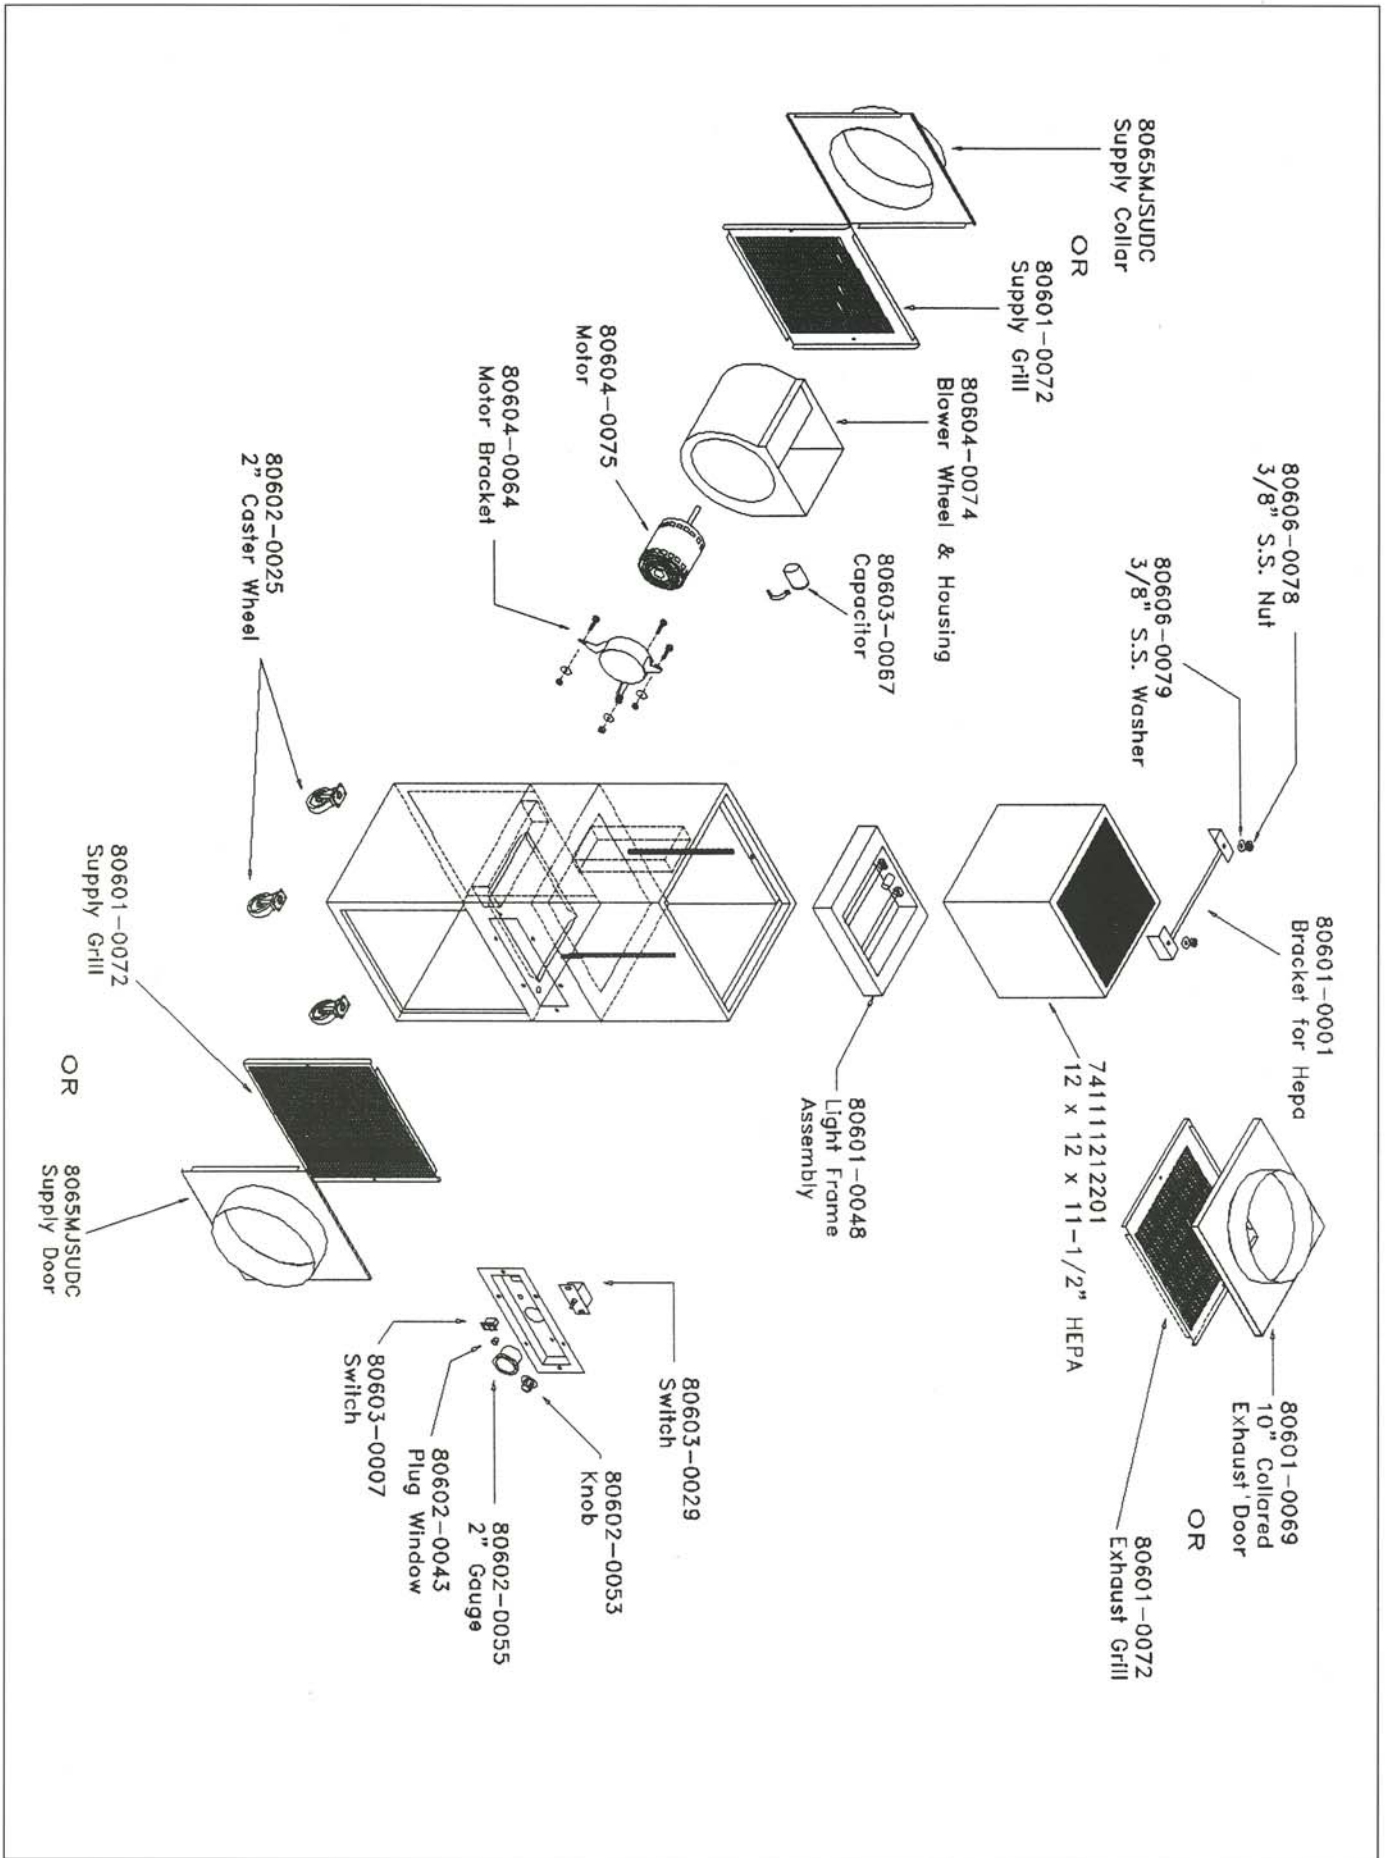 8065MJSUDC
Supply Collar
OR
80601-0072
Supply Grill
80604-0074
Blower Wheel & Housing
80603-0067
Capacitor
80604-0075
Motor
80604-0064
Motor Bracket
80602-0025
2" Caster Wheel
80606-0078
3/8" S.S. Nut
80606-0079
3/8" S.S. Washer
80601-0001
Bracket for Hepa
741111212201
12 x 12 x 11-1/2" HEPA
80601-0048
Light Frame
Assembly
80601-0069
10" Collared
Exhaust Door
OR
80601-0072
Exhaust Grill
80601-0072
Supply Grill
OR
8065MJSUDC
Supply Door
80603-0029
Switch
80602-0053
Knob
80602-0055
2" Gauge
80602-0043
Plug Window
80603-0007
Switch